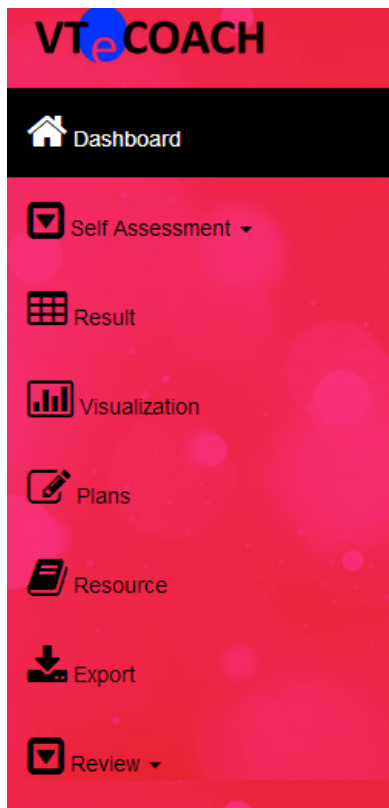 VTeCOACH
Dashboard
Self Assessment
Result
Visualization
Plans
Resource
Export
Review